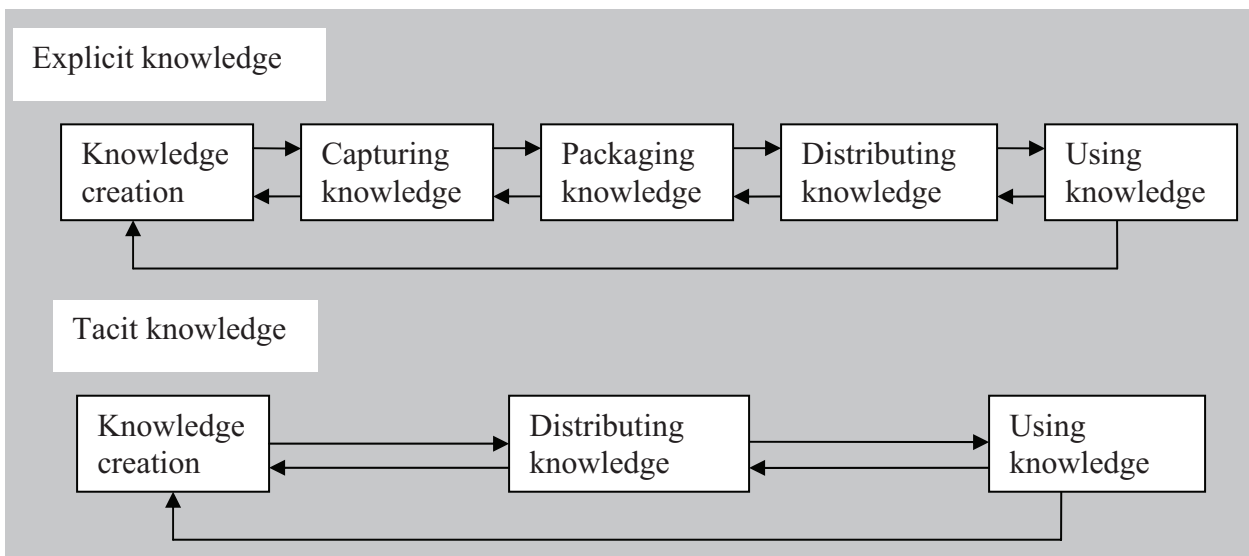 Explicit knowledge
Knowledge
creation
Capturing
knowledge
Packaging
knowledge
Distributing
knowledge
Using
knowledge
Tacit knowledge
Knowledge
creation
Distributing
knowledge
Using
knowledge